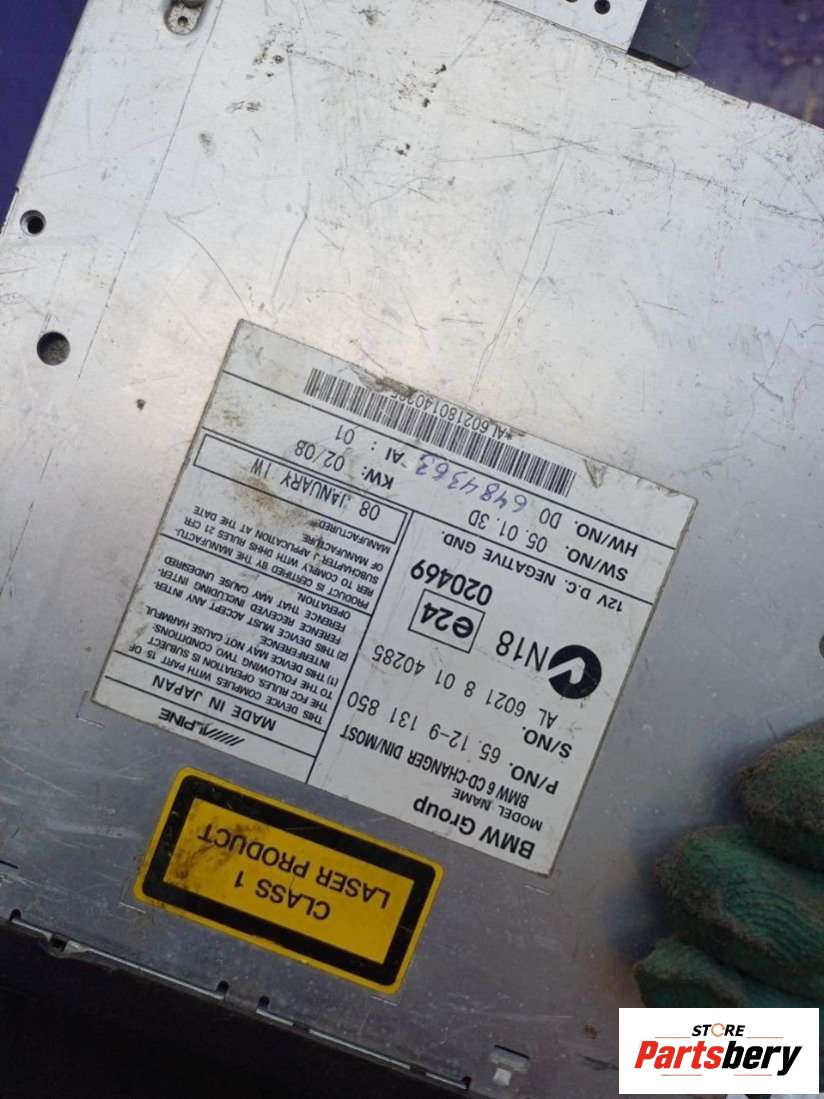 BMW Group
MODEL NAME
BMW 6 CD-CHANGER DIN/MOST
P/NO. 65.12-9 131 850
S/NO.
AL 6021 8 01 40285
N18
e24
020469
12V D.C. NEGATIVE GND.
SW/NO. 05.01.3D
HW/NO. D0
6484363
KW: 02/08
AI : 01
ALPINE
MADE IN JAPAN
THIS DEVICE COMPLIES WITH PART 15 OF
THE FCC RULES. OPERATION IS SUBJECT
TO THE FOLLOWING TWO CONDITIONS:
(1) THIS DEVICE MAY NOT CAUSE HARMFUL
INTERFERENCE.
(2) THIS DEVICE MUST ACCEPT ANY INTER-
FERENCE RECEIVED INCLUDING INTER-
FERENCE THAT MAY CAUSE UNDESIRED
OPERATION.
PRODUCT IS CERTIFIED BY THE MANUFACTU-
RER TO COMPLY WITH DHHS RULES 21 CFR
SUBCHAPTER J APPLICATION AT THE DATE
OF MANUFACTURE.
MANUFACTURED:
08 JANUARY 1W
CLASS 1
LASER PRODUCT
STORE
Partsbery